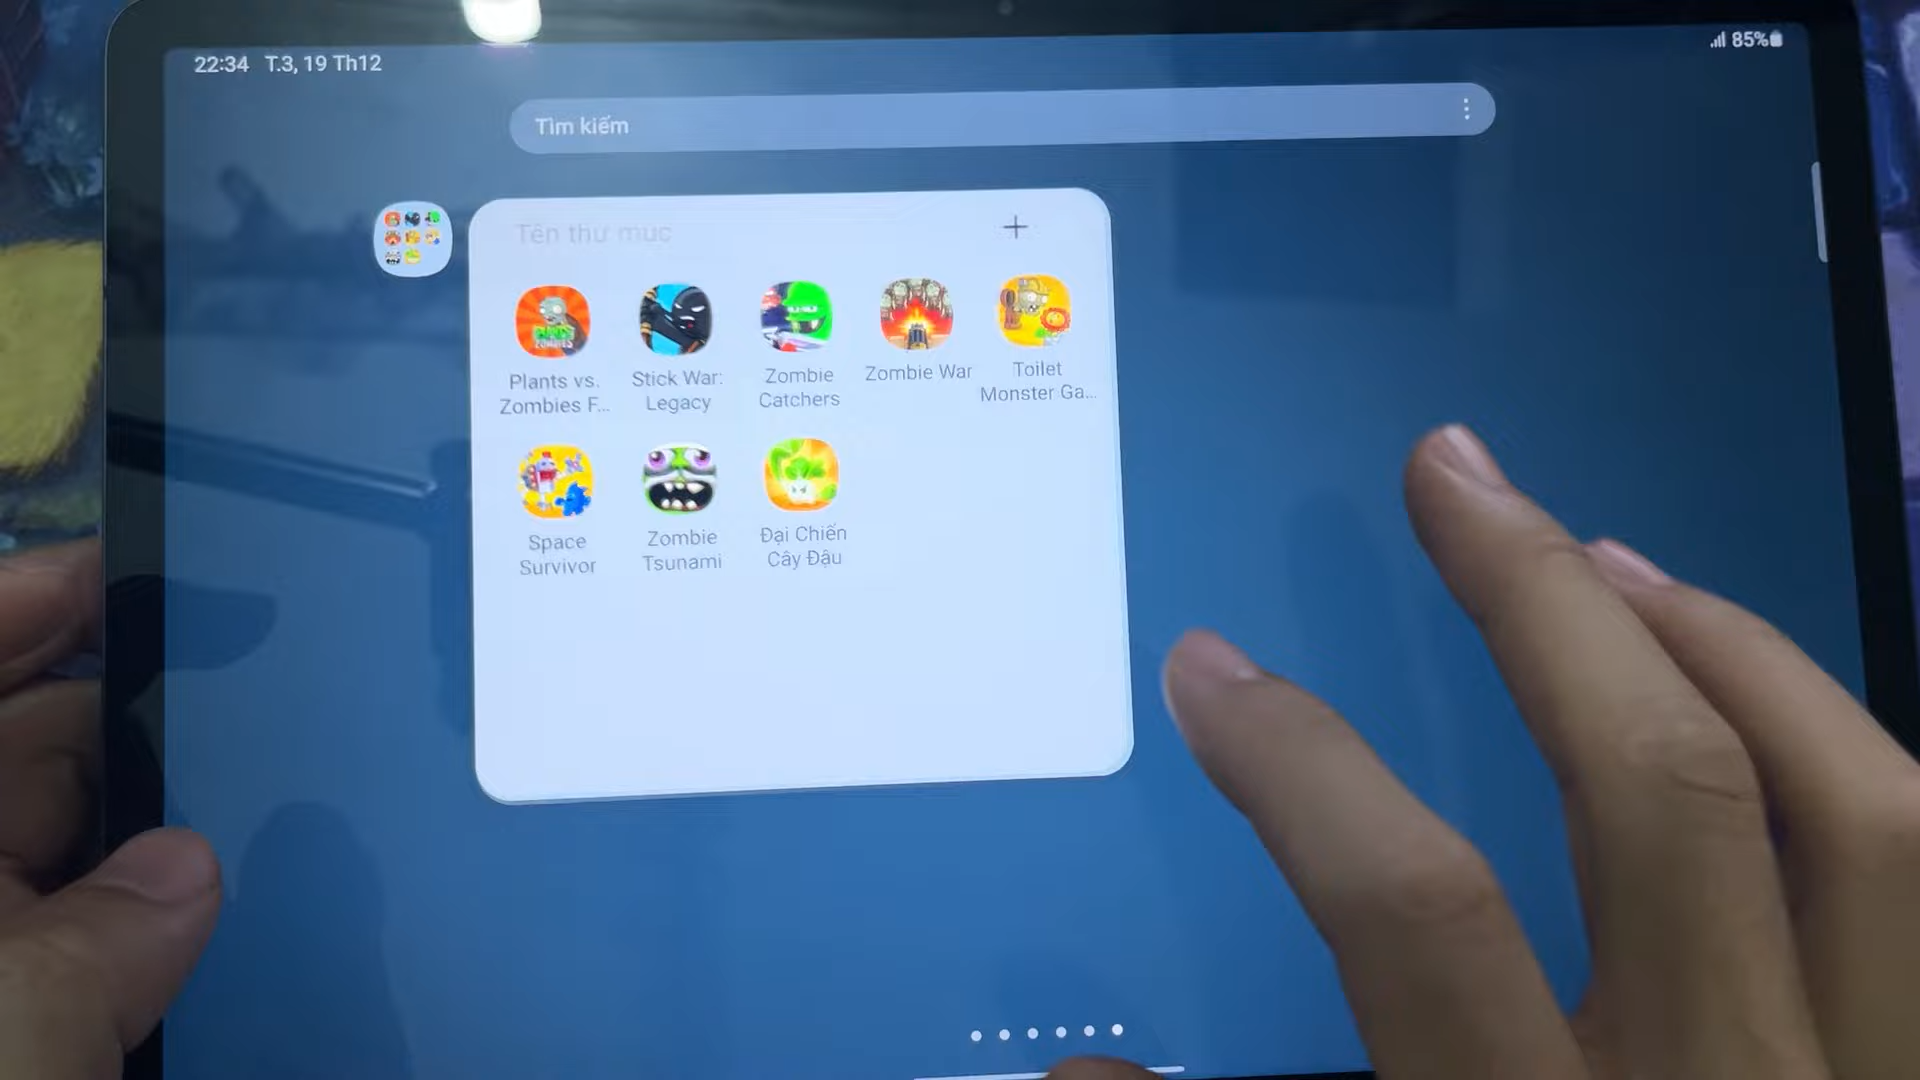 22:34 T.3, 19 Th12
85%
Tìm kiếm
Tên thư mục
Plants vs.
Zombies F...
Stick War:
Legacy
Zombie
Catchers
Zombie War
Toilet
Monster Ga...
Space
Survivor
Zombie
Tsunami
Đại Chiến
Cây Đậu